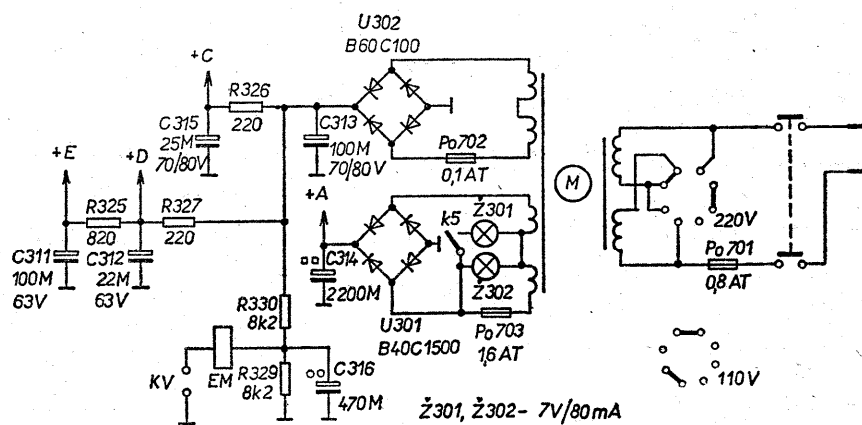 U302
B60C100
+C
R326
220
C315
25M
70/80V
C313
100M
70/80V
Po702
0,1AT
+E
+D
+A
R325
820
R327
220
C311
100M
63V
C312
22M
63V
C314
2200M
k5
Ž301
Ž302
M
220V
Po701
0,8AT
U301
B40C1500
Po703
1,6AT
R330
8k2
KV
EM
R329
8k2
C316
470M
110V
Ž301, Ž302 - 7V/80mA